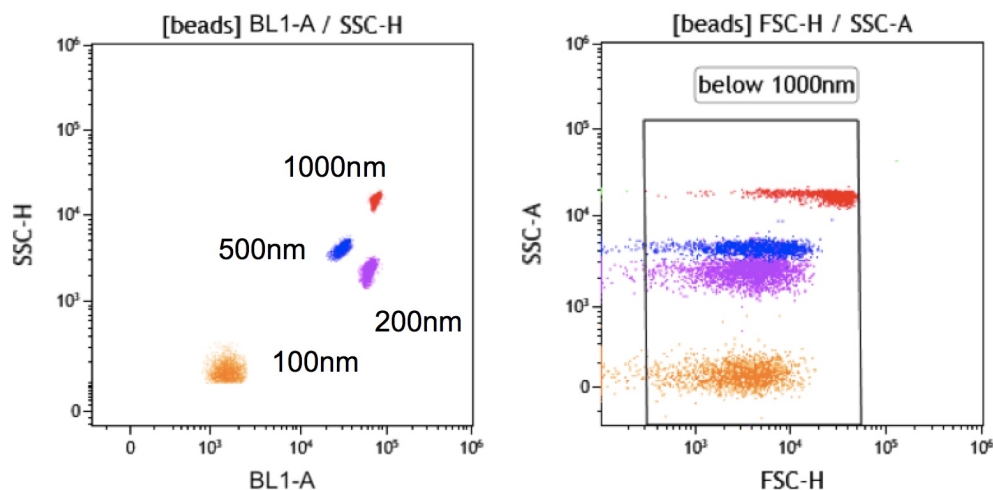 [beads] BL1-A / SSC-H
10⁶
10⁵
10⁴
10³
0
SSC-H
1000nm
500nm
200nm
100nm
0
10³
10⁴
10⁵
10⁶
BL1-A
[beads] FSC-H / SSC-A
below 1000nm
10⁶
10⁵
10⁴
10³
0
SSC-A
10³
10⁴
10⁵
10⁶
FSC-H